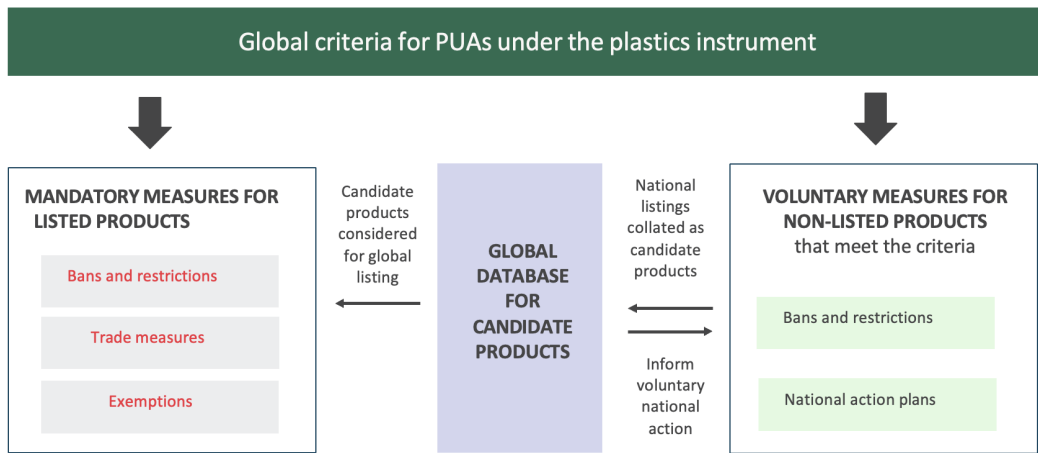 Global criteria for PUAs under the plastics instrument
MANDATORY MEASURES FOR
LISTED PRODUCTS
Bans and restrictions
Trade measures
Exemptions
Candidate
products
considered
for global
listing
GLOBAL
DATABASE
FOR
CANDIDATE
PRODUCTS
National
listings
collated as
candidate
products
Inform
voluntary
national
action
VOLUNTARY MEASURES FOR
NON-LISTED PRODUCTS
that meet the criteria
Bans and restrictions
National action plans